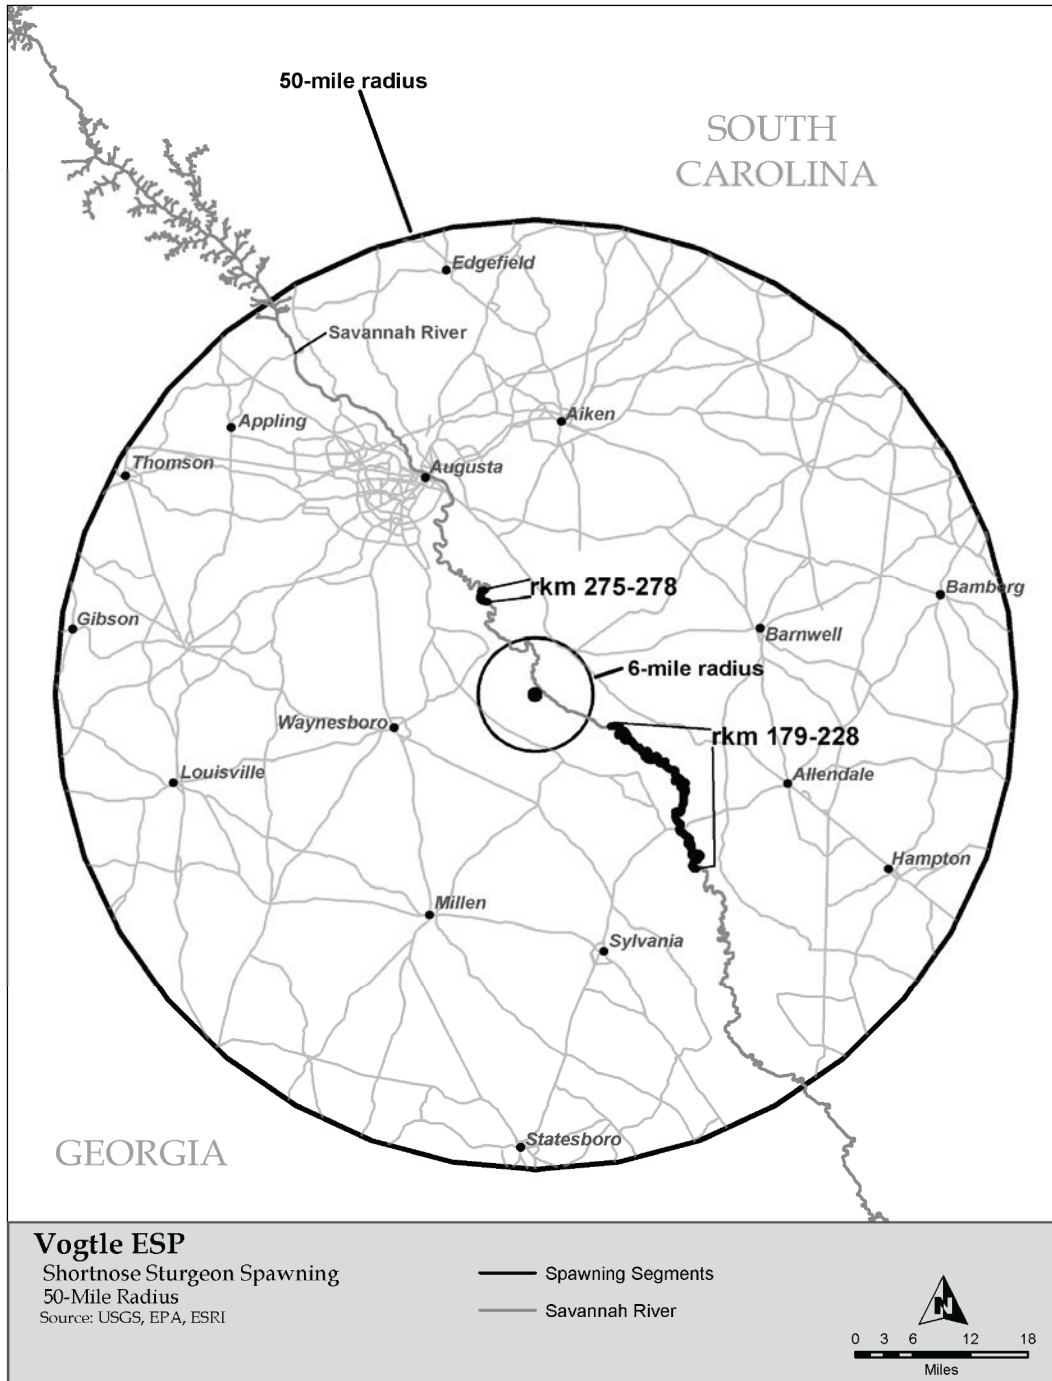 50-mile radius
SOUTH
CAROLINA
Edgefield
Savannah River
Appling
Aiken
Thomson
Augusta
rkm 275-278
Bamberg
Gibson
Barnwell
6-mile radius
Waynesboro
rkm 179-228
Louisville
Allendale
Hampton
Millen
Sylvania
Statesboro
GEORGIA
Vogtle ESP
Shortnose Sturgeon Spawning
50-Mile Radius
Source: USGS, EPA, ESRI
Spawning Segments
Savannah River
N
0 3 6 12 18
Miles